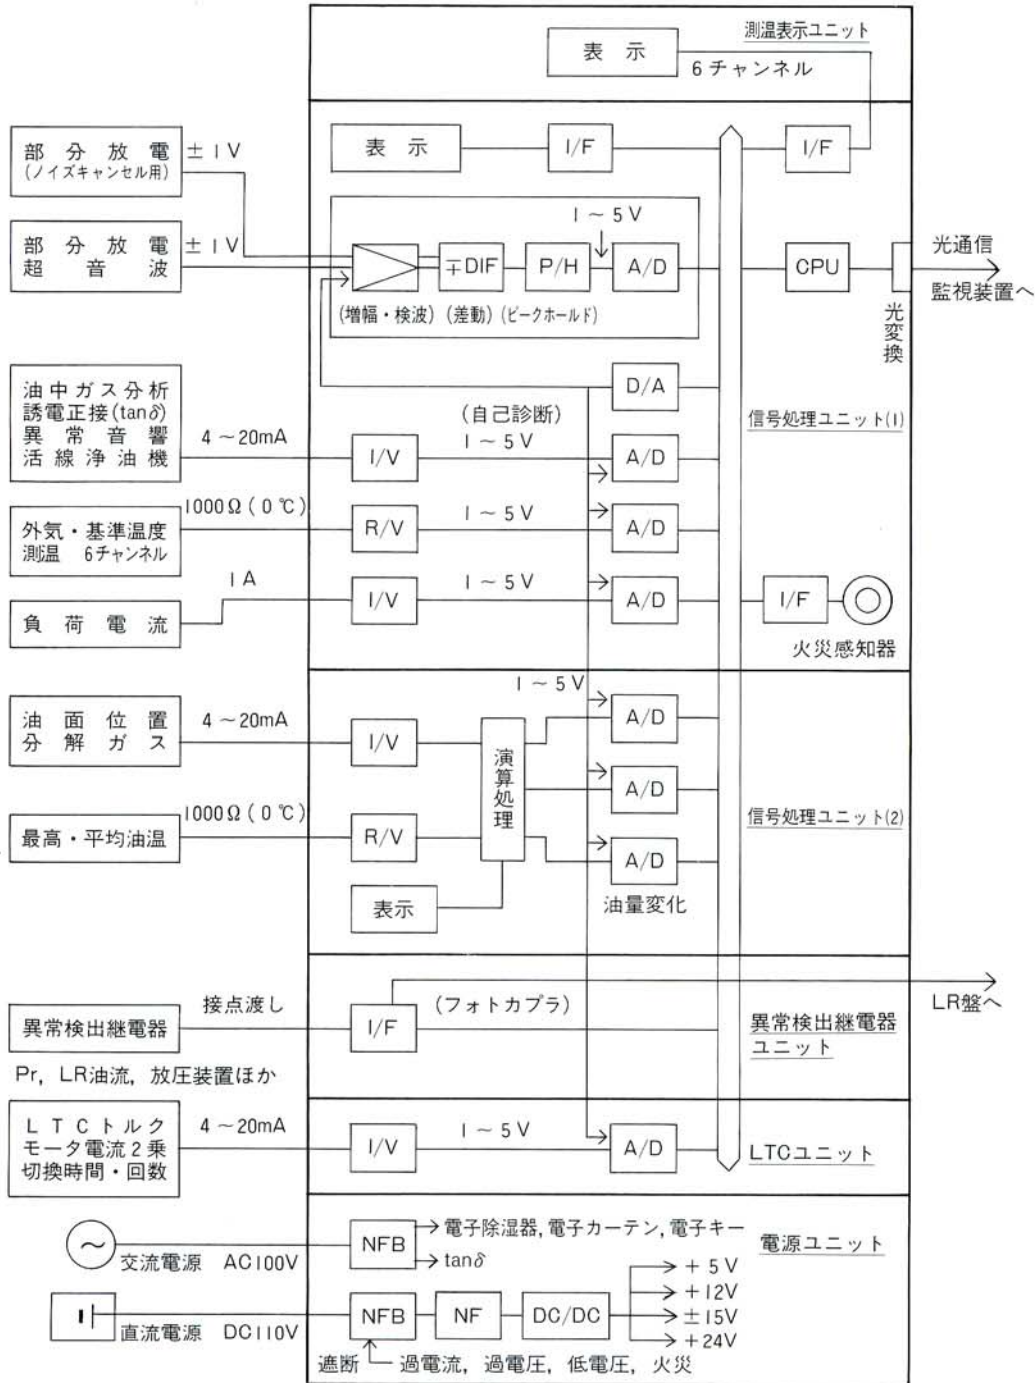 測温表示ユニット
表 示
6チャンネル
部 分 放 電
(ノイズキャンセル用)
±1V
表 示
I/F
I/F
1～5V
部 分 放 電
超 音 波
±1V
∓DIF
P/H
A/D
CPU
光通信
監視装置へ
(増幅・検波)
(差動)
(ピークホールド)
光変換
油中ガス分析
誘電正接(tanδ)
異 常 音 響
活線浄油機
4～20mA
D/A
(自己診断)
信号処理ユニット(1)
I/V
1～5V
A/D
外気・基準温度
測温 6チャンネル
1000Ω(0℃)
R/V
1～5V
A/D
負 荷 電 流
1A
I/V
1～5V
A/D
I/F
火災感知器
油 面 位 置
分 解 ガ ス
4～20mA
I/V
演算処理
1～5V
A/D
A/D
信号処理ユニット(2)
最高・平均油温
1000Ω(0℃)
R/V
A/D
表示
油量変化
異常検出継電器
接点渡し
I/F
(フォトカプラ)
LR盤へ
異常検出継電器
ユニット
Pr, LR油流, 放圧装置ほか
LTCトルク
モータ電流2乗
切換時間・回数
4～20mA
I/V
1～5V
A/D
LTCユニット
～
交流電源 AC100V
NFB
電子除湿器, 電子カーテン, 電子キー
tanδ
電源ユニット
直流電源 DC110V
NFB
NF
DC/DC
+5V
+12V
±15V
+24V
遮断
過電流, 過電圧, 低電圧, 火災